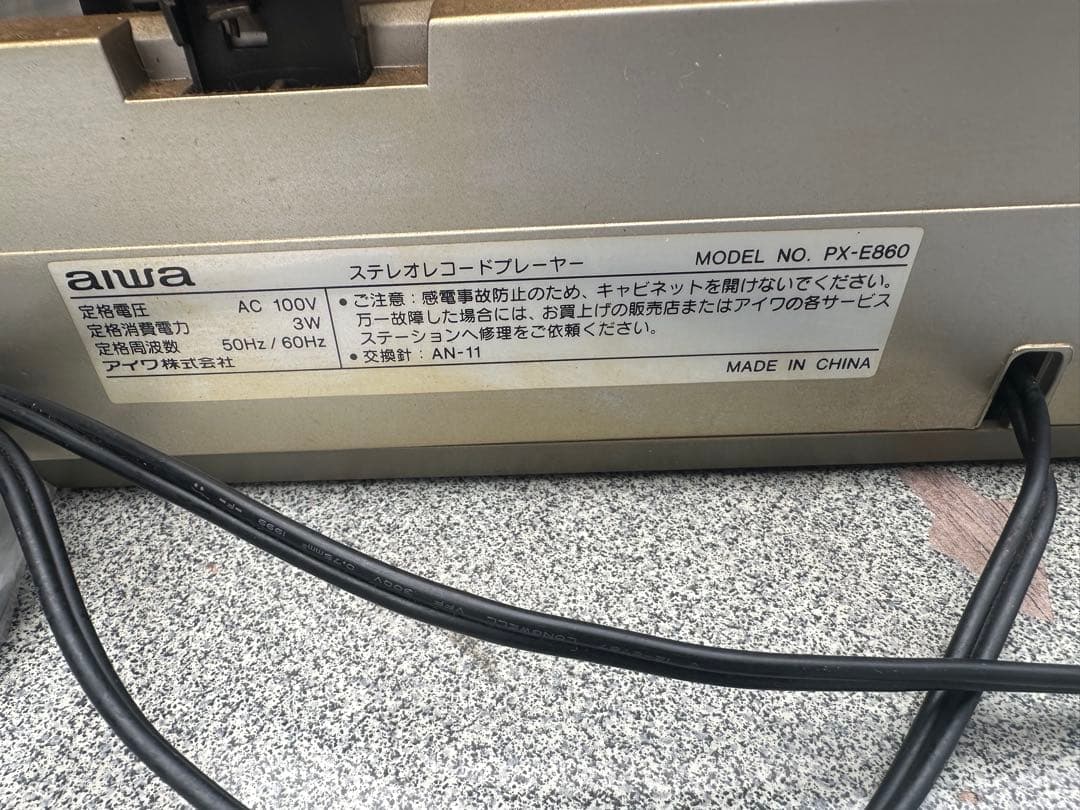 aiwa
ステレオレコードプレーヤー
MODEL NO. PX-E860
定格電圧 AC 100V
定格消費電力 3W
定格周波数 50Hz / 60Hz
アイワ株式会社
●ご注意：感電事故防止のため、キャビネットを開けないでください。
万一故障した場合には、お買上げの販売店またはアイワの各サービス
ステーションへ修理をご依頼ください。
●交換針：AN-11
MADE IN CHINA
LONGWELL VFF 300V 0.75mm² 1999